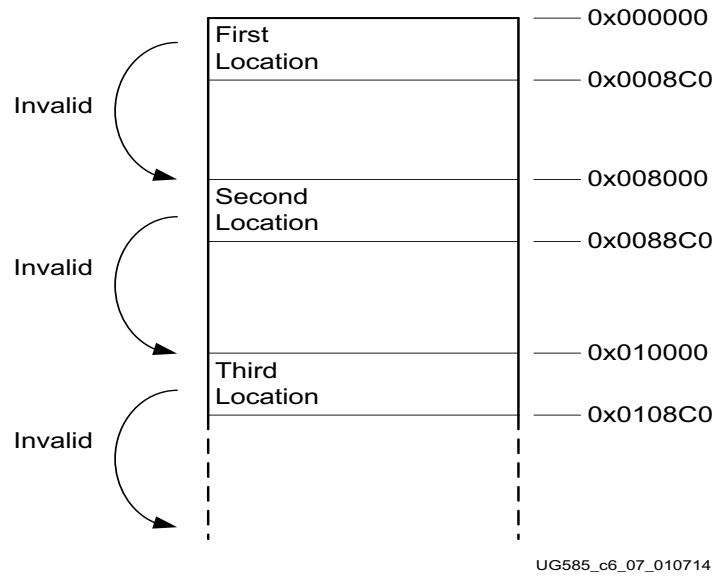 0x000000
First
Location
0x0008C0
Invalid
0x008000
Second
Location
0x0088C0
Invalid
0x010000
Third
Location
0x0108C0
Invalid
UG585_c6_07_010714